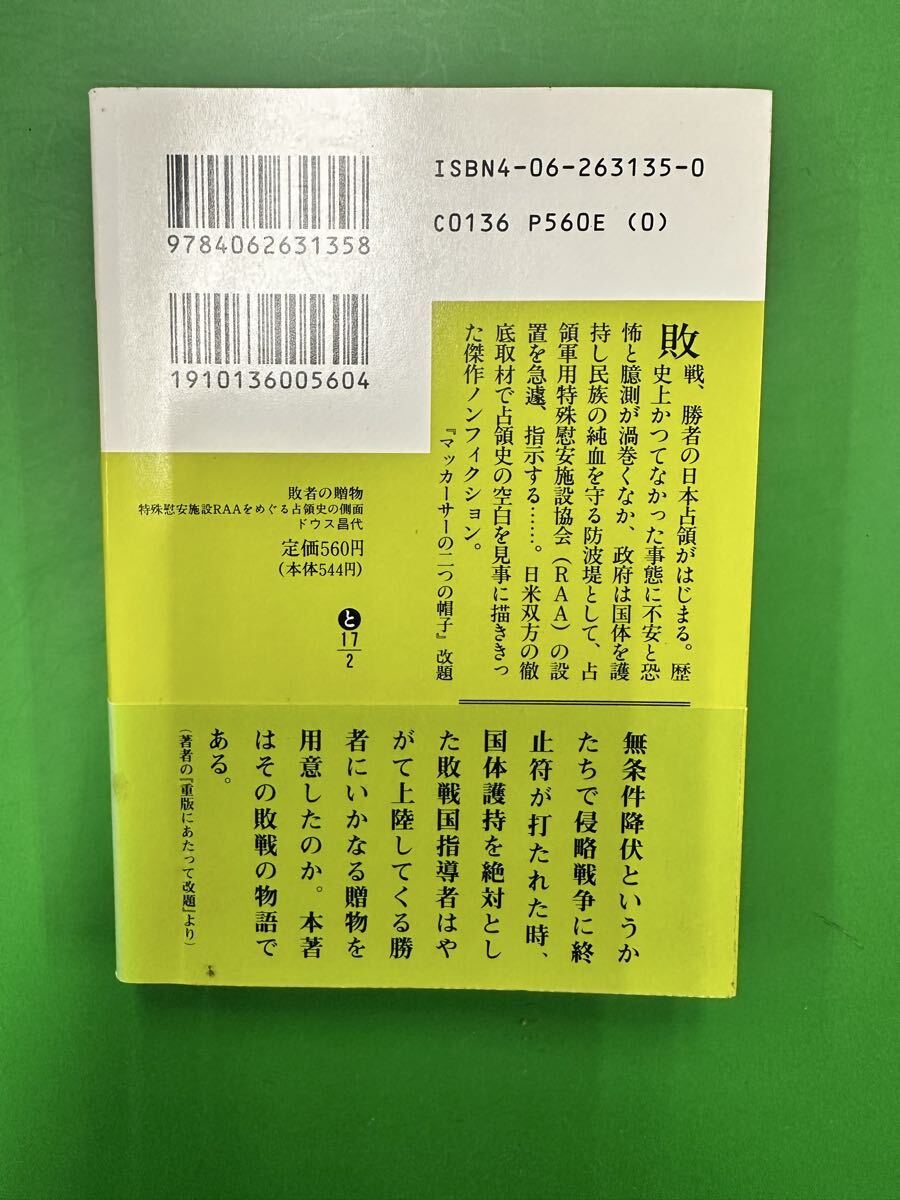 ISBN4-06-263135-0
C0136 P560E (0)
9784062631358
1910136005604
敗戦、勝者の日本占領がはじまる。歴
史上かつてなかった事態に不安と恐
怖と臆測が渦巻くなか、政府は国体を護
持し民族の純血を守る防波堤として、占
領軍用特殊慰安施設協会(RAA)の設
置を急遽、指示する……。日米双方の徹
底取材で占領史の空白を見事に描ききっ
た傑作ノンフィクション。
『マッカーサーの二つの帽子』改題
敗者の贈物
特殊慰安施設RAAをめぐる占領史の側面
ドウス昌代
定価560円
(本体544円)
と
17
2
無条件降伏というか
たちで侵略戦争に終
止符が打たれた時、
国体護持を絶対とし
た敗戦国指導者はや
がて上陸してくる勝
者にいかなる贈物を
用意したのか。本著
はその敗戦の物語で
ある。
(著者の『重版にあたって改題』より)